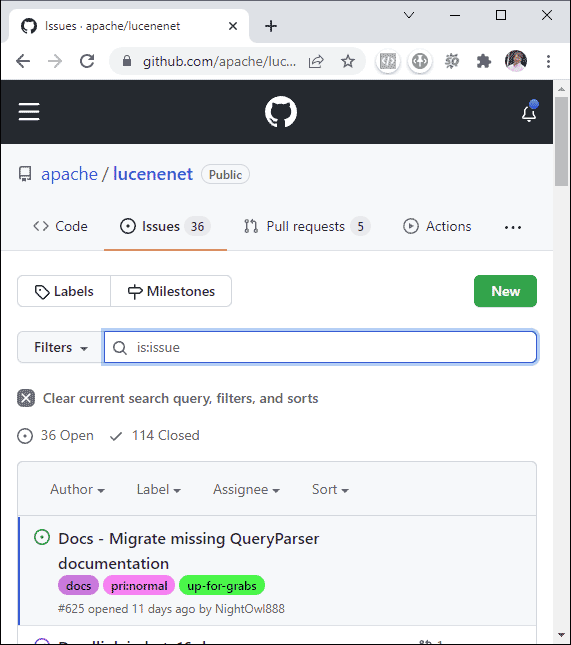 Issues · apache/lucenenet
github.com/apache/luc...
apache / lucenenet Public
Code Issues 36 Pull requests 5 Actions ...
Labels Milestones New
Filters is:issue
Clear current search query, filters, and sorts
36 Open 114 Closed
Author Label Assignee Sort
Docs - Migrate missing QueryParser
documentation
docs pri:normal up-for-grabs
#625 opened 11 days ago by NightOwl888